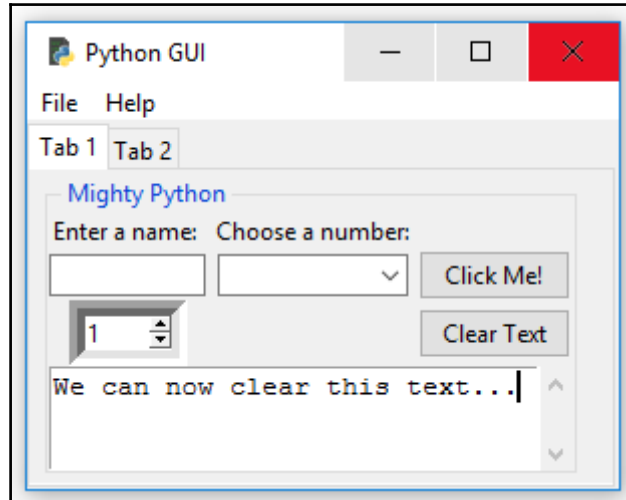 Python GUI
File Help
Tab 1 Tab 2
Mighty Python
Enter a name: Choose a number:
Click Me!
1 Clear Text
We can now clear this text...